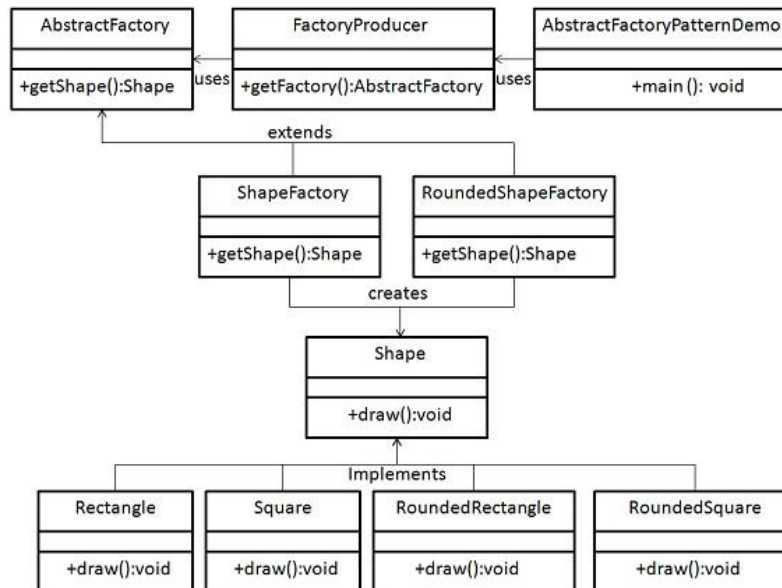 AbstractFactory
+getShape():Shape
uses
FactoryProducer
+getFactory():AbstractFactory
uses
AbstractFactoryPatternDemo
+main(): void
extends
ShapeFactory
+getShape():Shape
RoundedShapeFactory
+getShape():Shape
creates
Shape
+draw():void
Implements
Rectangle
+draw():void
Square
+draw():void
RoundedRectangle
+draw():void
RoundedSquare
+draw():void